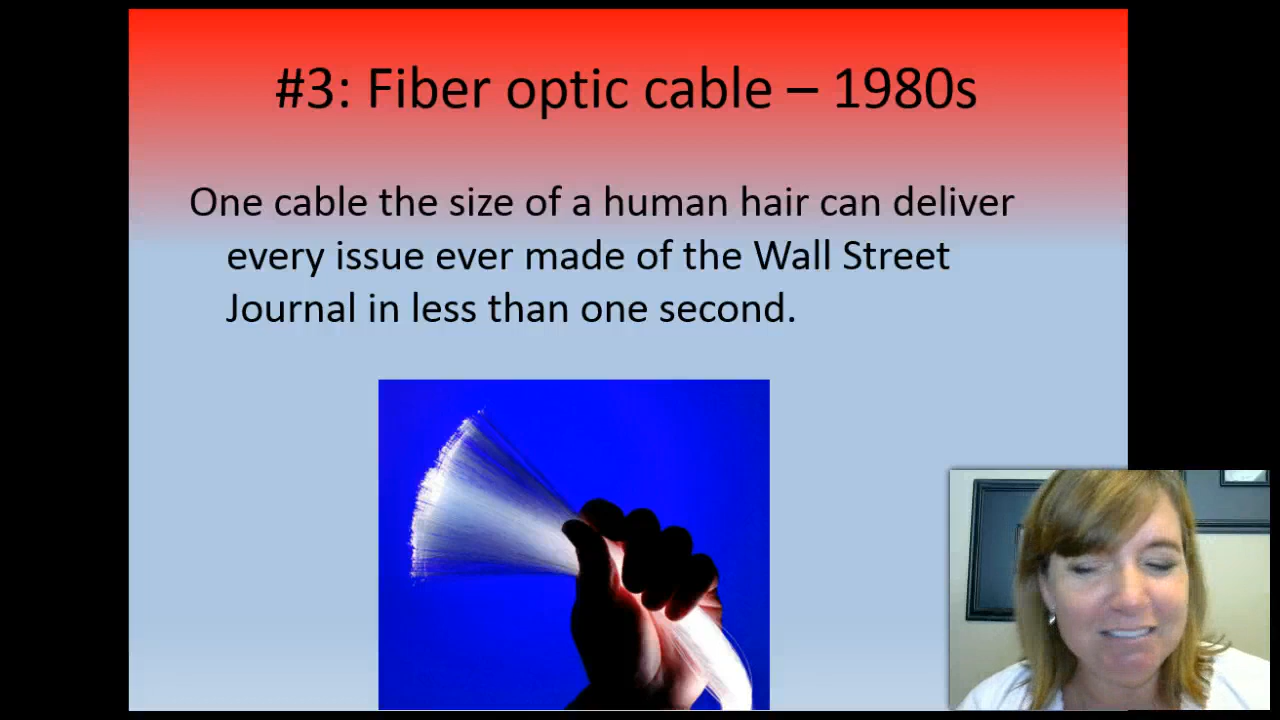 #3: Fiber optic cable – 1980s
One cable the size of a human hair can deliver
every issue ever made of the Wall Street
Journal in less than one second.